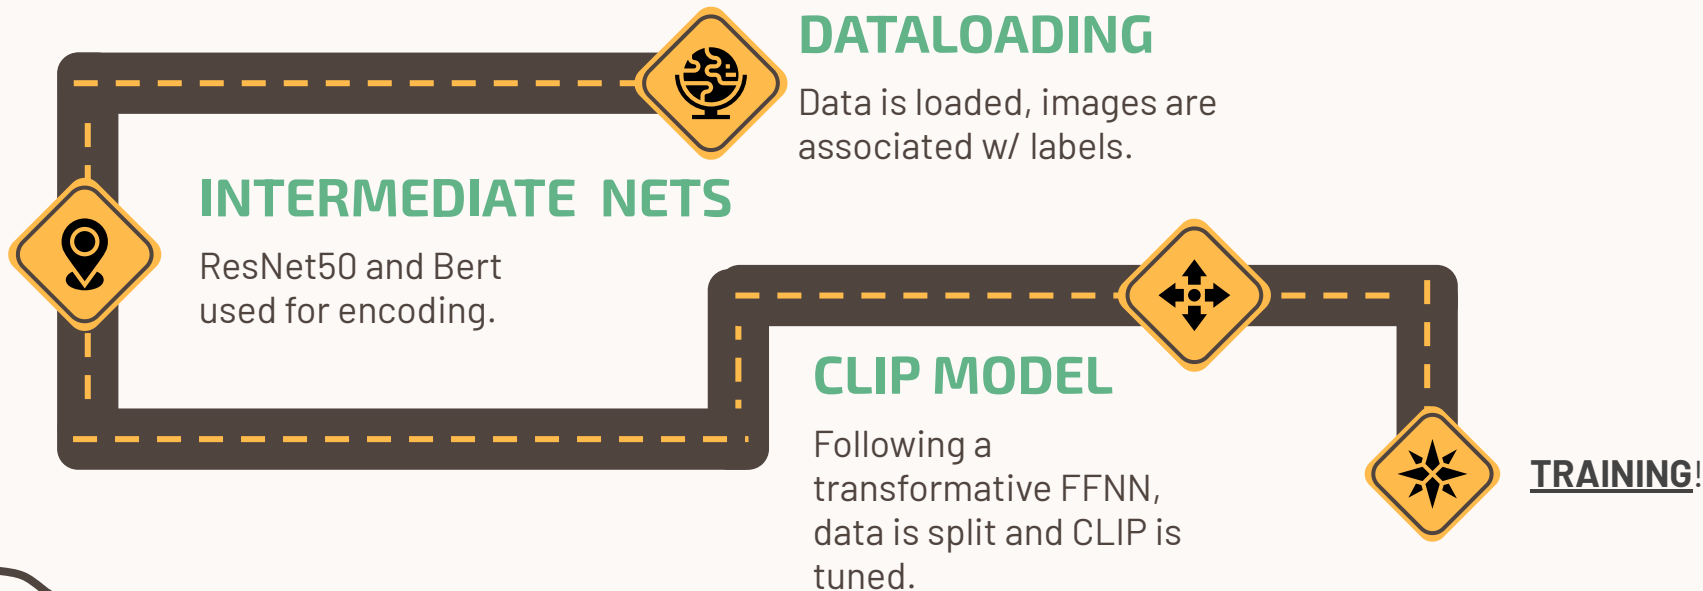 DATALOADING
Data is loaded, images are
associated w/ labels.
INTERMEDIATE NETS
ResNet50 and Bert
used for encoding.
CLIP MODEL
Following a
transformative FFNN,
data is split and CLIP is
tuned.
TRAINING!